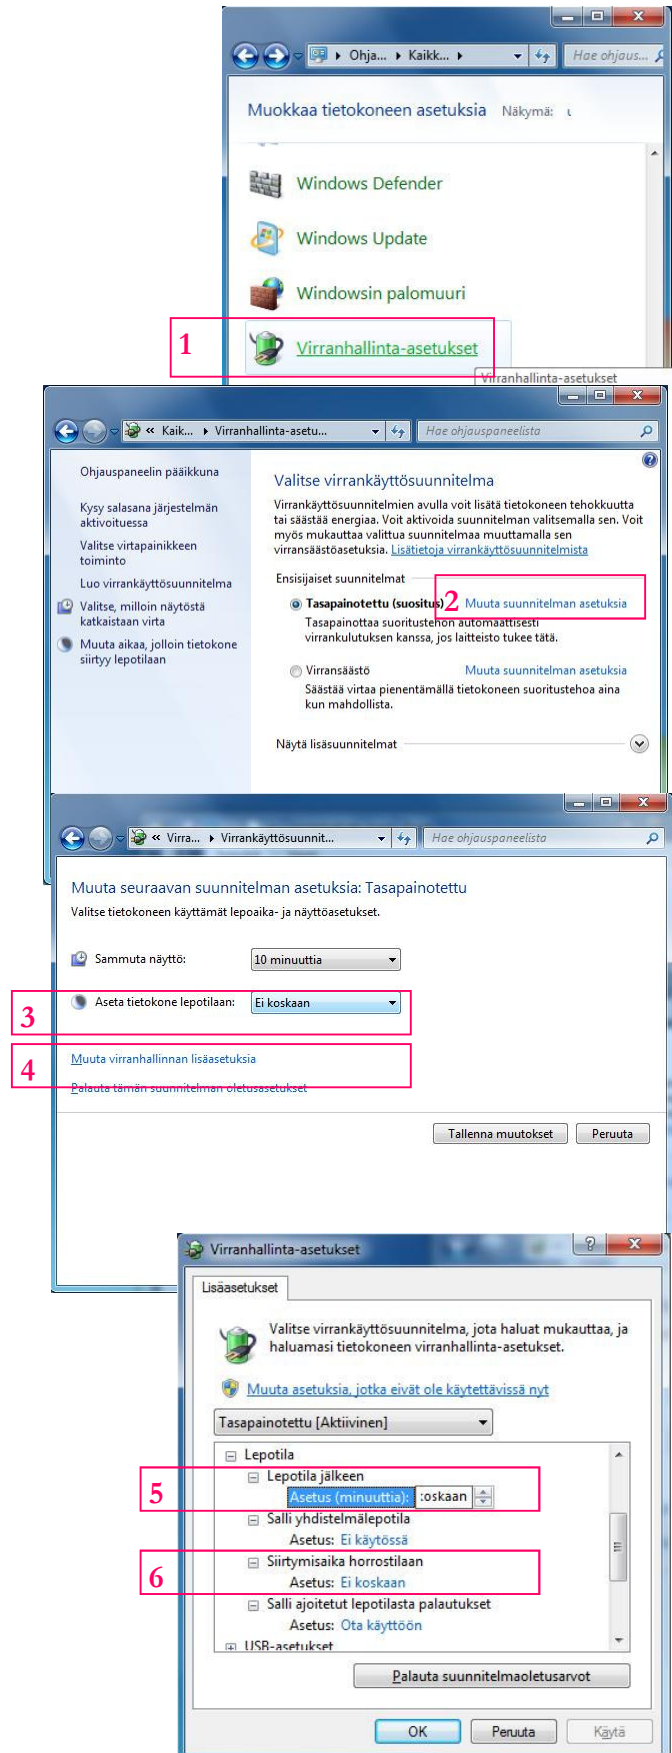 Ohja... Kaikk...
Hae ohjaus...
Muokkaa tietokoneen asetuksia Näkymä:
Windows Defender
Windows Update
Windowsin palomuuri
1 Virranhallinta-asetukset
Virranhallinta-asetukset
« Kaik... Virranhallinta-asetu...
Hae ohjauspaneelista
Ohjauspaneelin pääikkuna
Kysy salasana järjestelmän
aktivoituessa
Valitse virtapainikkeen
toiminto
Luo virrankäyttösuunnitelma
Valitse, milloin näytöstä
katkaistaan virta
Muuta aikaa, jolloin tietokone
siirtyy lepotilaan
Valitse virrankäyttösuunnitelma
Virrankäyttösuunnitelmien avulla voit lisätä tietokoneen tehokkuutta
tai säästää energiaa. Voit aktivoida suunnitelman valitsemalla sen. Voit
myös mukauttaa valittua suunnitelmaa muuttamalla sen
virransäästöasetuksia. Lisätietoja virrankäyttösuunnitelmista
Ensisijaiset suunnitelmat
Tasapainotettu (suositus) 2 Muuta suunnitelman asetuksia
Tasapainottaa suoritustehon automaattisesti
virrankulutuksen kanssa, jos laitteisto tukee tätä.
Virransäästö Muuta suunnitelman asetuksia
Säästää virtaa pienentämällä tietokoneen suoritustehoa aina
kun mahdollista.
Näytä lisäsuunnitelmat
« Virra... Virrankäyttösuunnit...
Hae ohjauspaneelista
Muuta seuraavan suunnitelman asetuksia: Tasapainotettu
Valitse tietokoneen käyttämät lepoaika- ja näyttöasetukset.
Sammuta näyttö: 10 minuuttia
3 Aseta tietokone lepotilaan: Ei koskaan
4 Muuta virranhallinnan lisäasetuksia
Palauta tämän suunnitelman oletusasetukset
Tallenna muutokset Peruuta
Virranhallinta-asetukset
Lisäasetukset
Valitse virrankäyttösuunnitelma, jota haluat mukauttaa, ja
haluamasi tietokoneen virranhallinta-asetukset.
Muuta asetuksia, jotka eivät ole käytettävissä nyt
Tasapainotettu [Aktiivinen]
Lepotila
5 Lepotila jälkeen
Asetus (minuuttia): :oskaan
Salli yhdistelmälepotila
Asetus: Ei käytössä
6 Siirtymisaika horrostilaan
Asetus: Ei koskaan
Salli ajoitetut lepotilasta palautukset
Asetus: Ota käyttöön
USB-asetukset
Palauta suunnitelmaoletusarvot
OK Peruuta Käytä